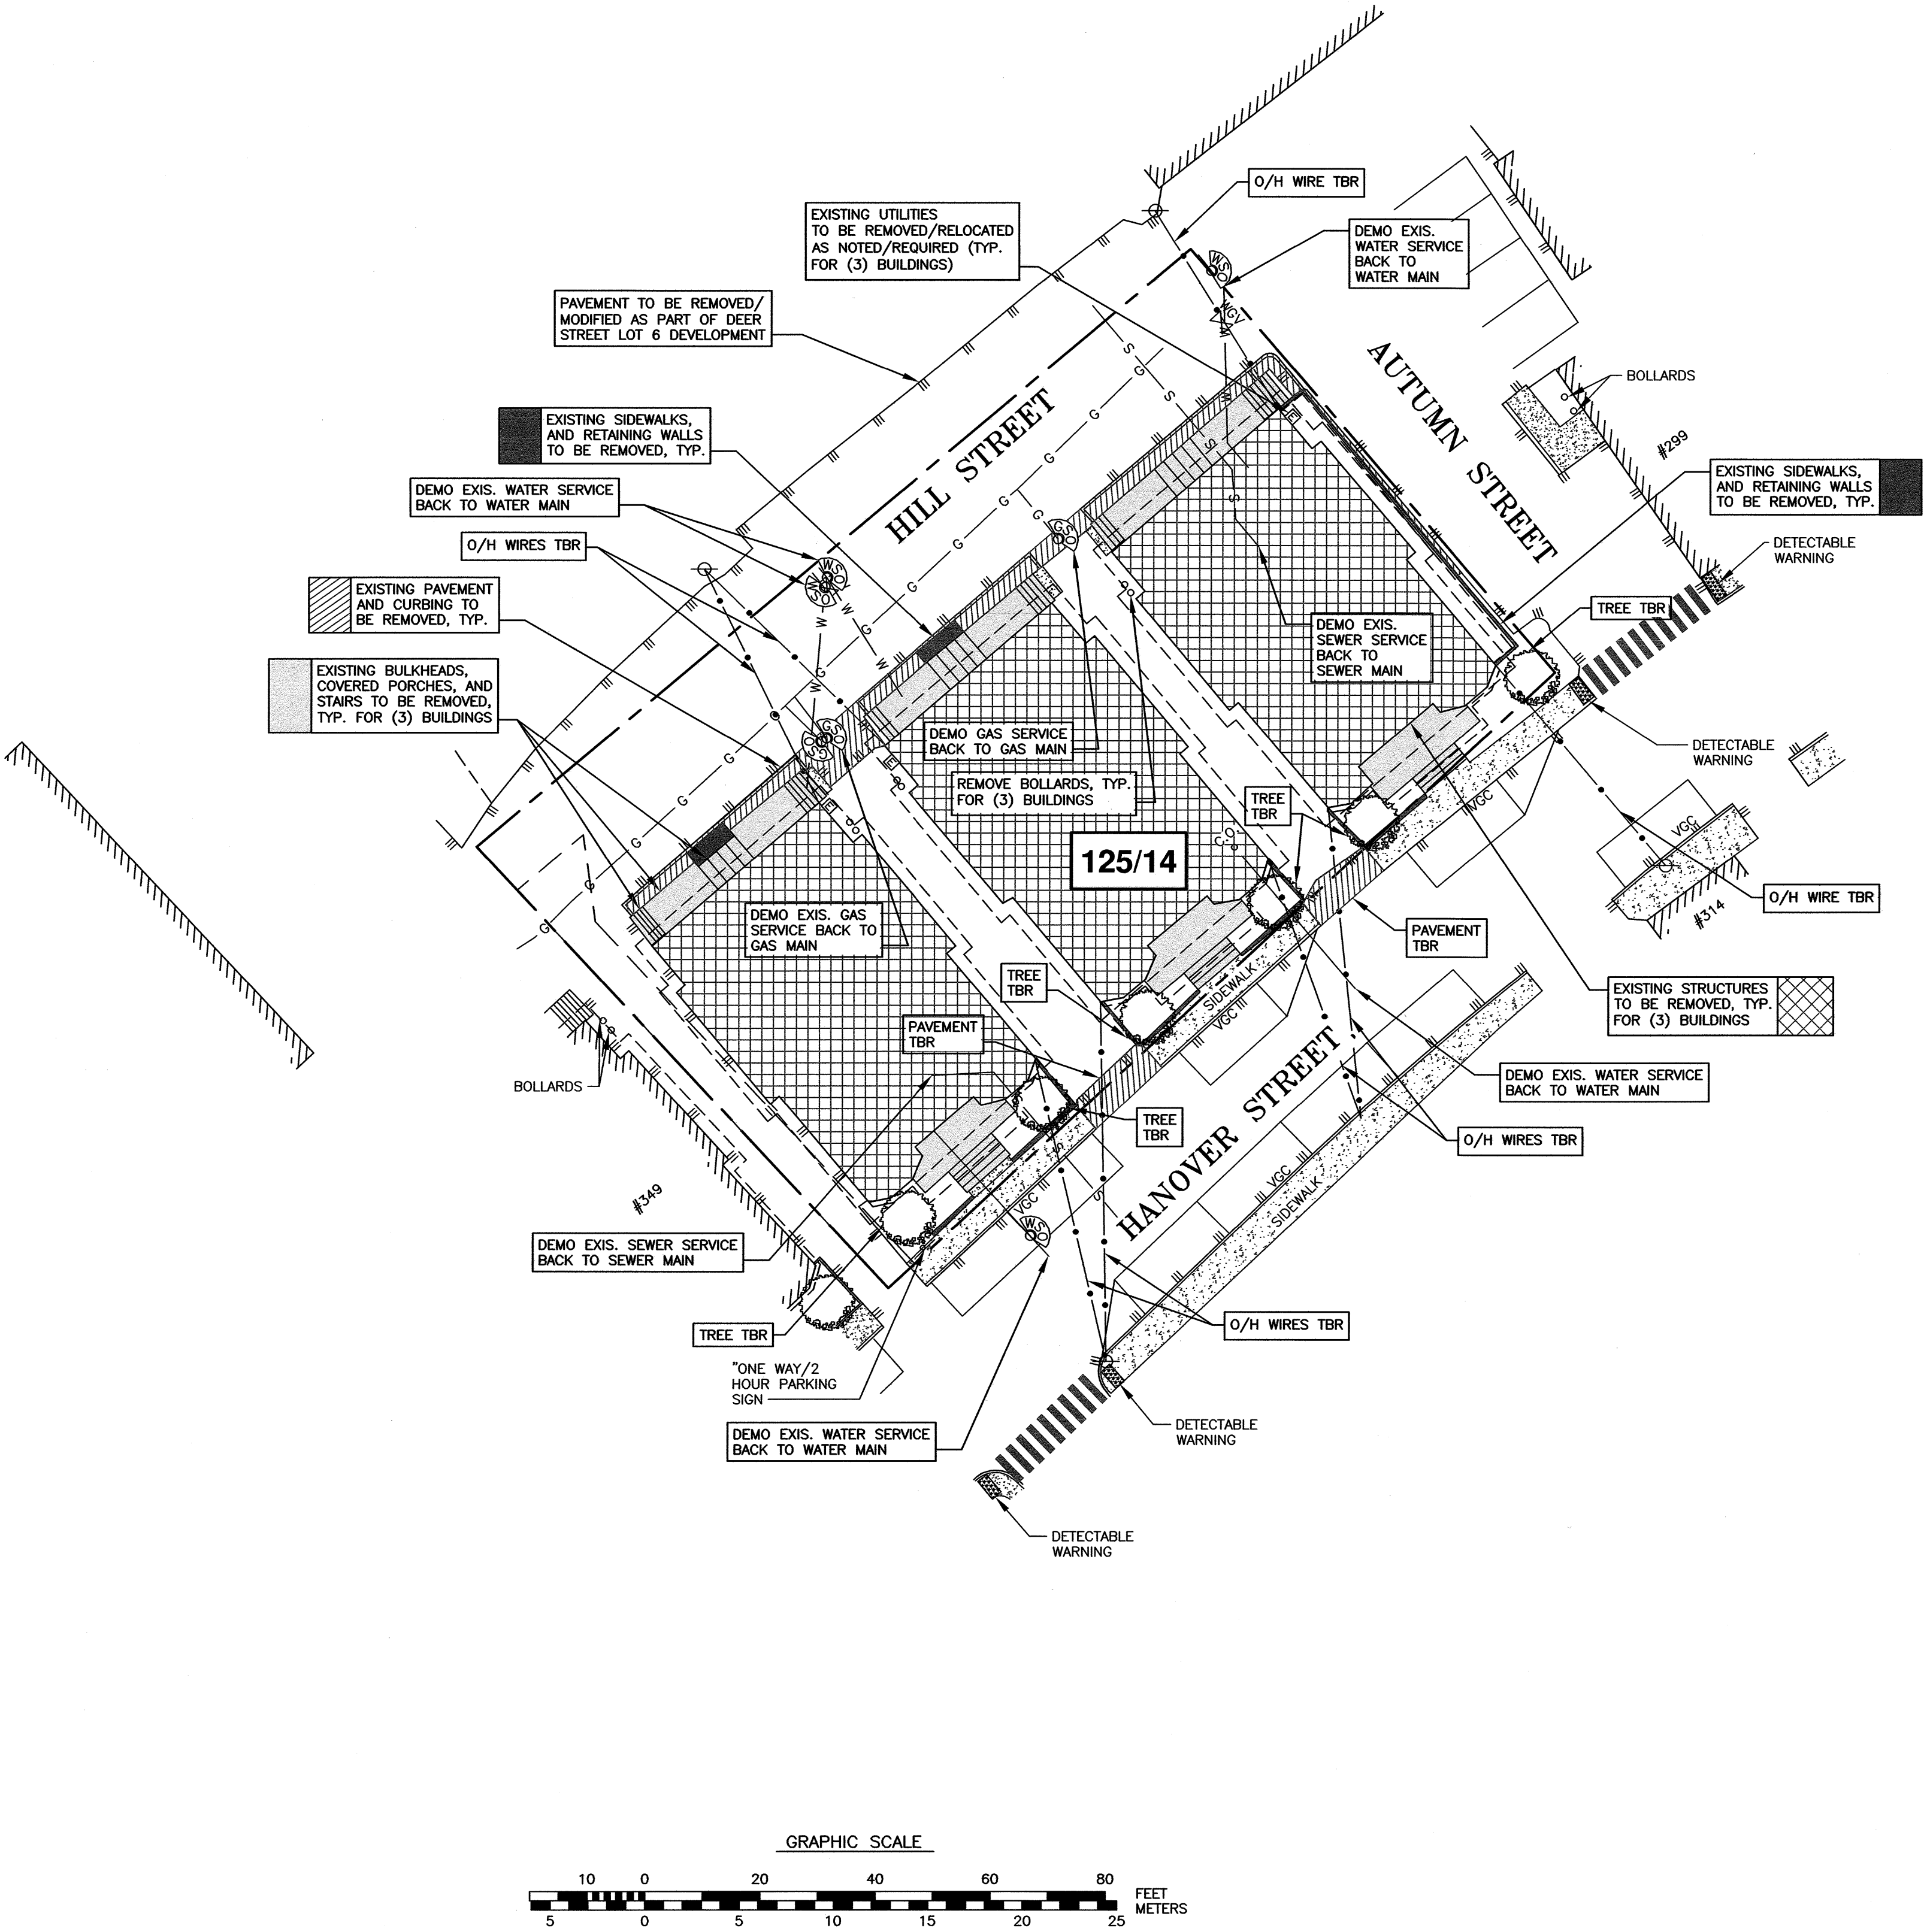 O/H WIRE TBR
EXISTING UTILITIES
TO BE REMOVED/RELOCATED
AS NOTED/REQUIRED (TYP.
FOR (3) BUILDINGS)
DEMO EXIS.
WATER SERVICE
BACK TO
WATER MAIN
WSO
WGV
PAVEMENT TO BE REMOVED/
MODIFIED AS PART OF DEER
STREET LOT 6 DEVELOPMENT
HILL STREET
AUTUMN STREET
BOLLARDS
#299
EXISTING SIDEWALKS,
AND RETAINING WALLS
TO BE REMOVED, TYP.
EXISTING SIDEWALKS,
AND RETAINING WALLS
TO BE REMOVED, TYP.
DEMO EXIS. WATER SERVICE
BACK TO WATER MAIN
O/H WIRES TBR
DETECTABLE
WARNING
GSO
WSO
WSO
EXISTING PAVEMENT
AND CURBING TO
BE REMOVED, TYP.
TREE TBR
DEMO EXIS.
SEWER SERVICE
BACK TO
SEWER MAIN
EXISTING BULKHEADS,
COVERED PORCHES, AND
STAIRS TO BE REMOVED,
TYP. FOR (3) BUILDINGS
GSO
DEMO GAS SERVICE
BACK TO GAS MAIN
DETECTABLE
WARNING
REMOVE BOLLARDS, TYP.
FOR (3) BUILDINGS
TREE
TBR
VGC
VGC
C.O.
125/14
O/H WIRE TBR
#314
DEMO EXIS. GAS
SERVICE BACK TO
GAS MAIN
PAVEMENT
TBR
TREE
TBR
SIDEWALK
VGC
EXISTING STRUCTURES
TO BE REMOVED, TYP.
FOR (3) BUILDINGS
PAVEMENT
TBR
HANOVER STREET
BOLLARDS
DEMO EXIS. WATER SERVICE
BACK TO WATER MAIN
TREE
TBR
O/H WIRES TBR
#349
VGC
VGC
SIDEWALK
WSO
DEMO EXIS. SEWER SERVICE
BACK TO SEWER MAIN
TREE TBR
O/H WIRES TBR
"ONE WAY/2
HOUR PARKING
SIGN
DEMO EXIS. WATER SERVICE
BACK TO WATER MAIN
DETECTABLE
WARNING
DETECTABLE
WARNING
GRAPHIC SCALE
10 0 20 40 60 80
FEET
METERS
5 0 5 10 15 20 25